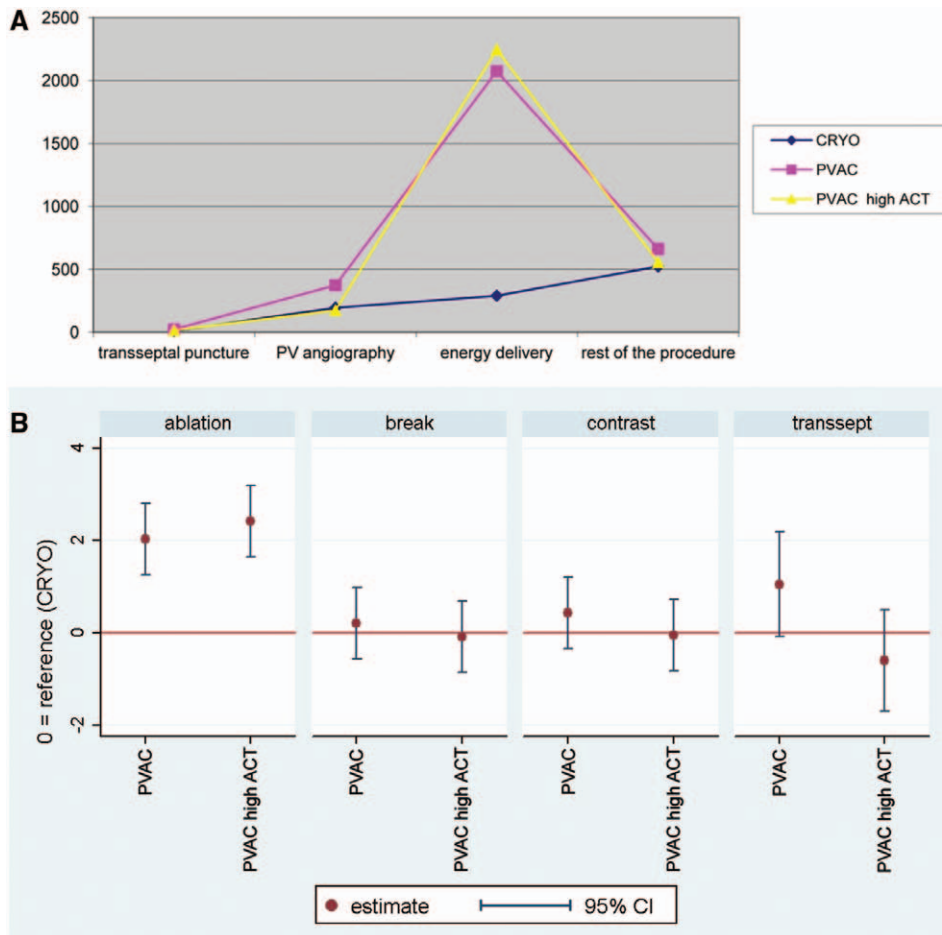 A
2500
2000
1500
1000
500
0
transseptal puncture PV angiography energy delivery rest of the procedure
CRYO
PVAC
PVAC high ACT
B
ablation break contrast transsept
0 = reference (CRYO)
4
2
0
-2
PVAC PVAC high ACT PVAC PVAC high ACT PVAC PVAC high ACT PVAC PVAC high ACT
estimate 95% CI